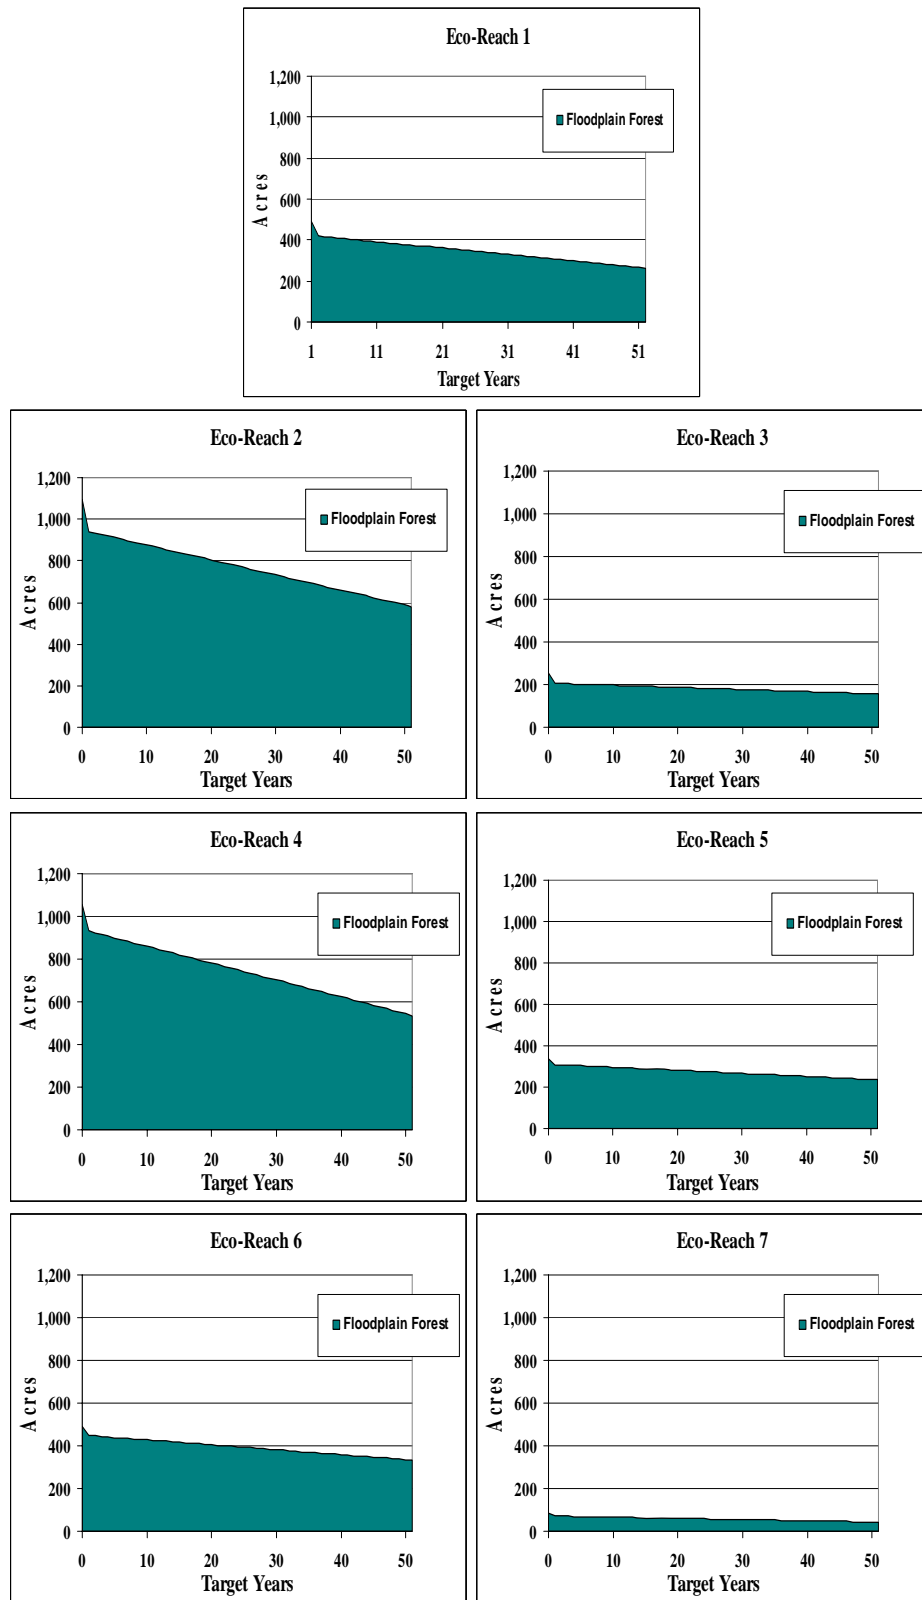 Eco-Reach 1
1,200
1,000
800
600
400
200
0
Acres
Floodplain Forest
1 11 21 31 41 51
Target Years
Eco-Reach 2
1,200
1,000
800
600
400
200
0
Acres
Floodplain Forest
0 10 20 30 40 50
Target Years
Eco-Reach 3
1,200
1,000
800
600
400
200
0
Acres
Floodplain Forest
0 10 20 30 40 50
Target Years
Eco-Reach 4
1,200
1,000
800
600
400
200
0
Acres
Floodplain Forest
0 10 20 30 40 50
Target Years
Eco-Reach 5
1,200
1,000
800
600
400
200
0
Acres
Floodplain Forest
0 10 20 30 40 50
Target Years
Eco-Reach 6
1,200
1,000
800
600
400
200
0
Acres
Floodplain Forest
0 10 20 30 40 50
Target Years
Eco-Reach 7
1,200
1,000
800
600
400
200
0
Acres
Floodplain Forest
0 10 20 30 40 50
Target Years